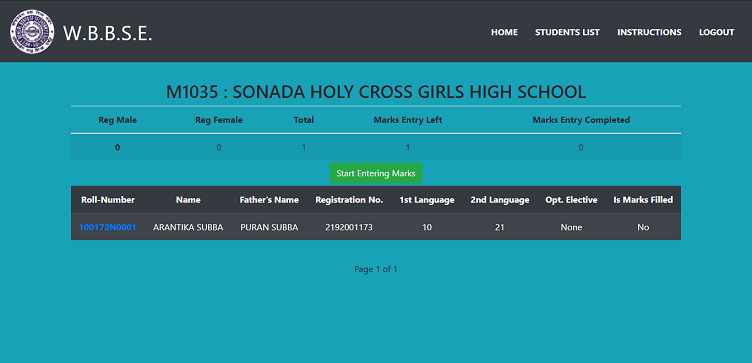 W.B.B.S.E.
HOME STUDENTS LIST INSTRUCTIONS LOGOUT
M1035 : SONADA HOLY CROSS GIRLS HIGH SCHOOL
Reg Male Reg Female Total Marks Entry Left Marks Entry Completed
0 0 1 1 0
Start Entering Marks
Roll-Number Name Father's Name Registration No. 1st Language 2nd Language Opt. Elective Is Marks Filled
100172N0001 ARANTIKA SUBBA PURAN SUBBA 2192001173 10 21 None No
Page 1 of 1